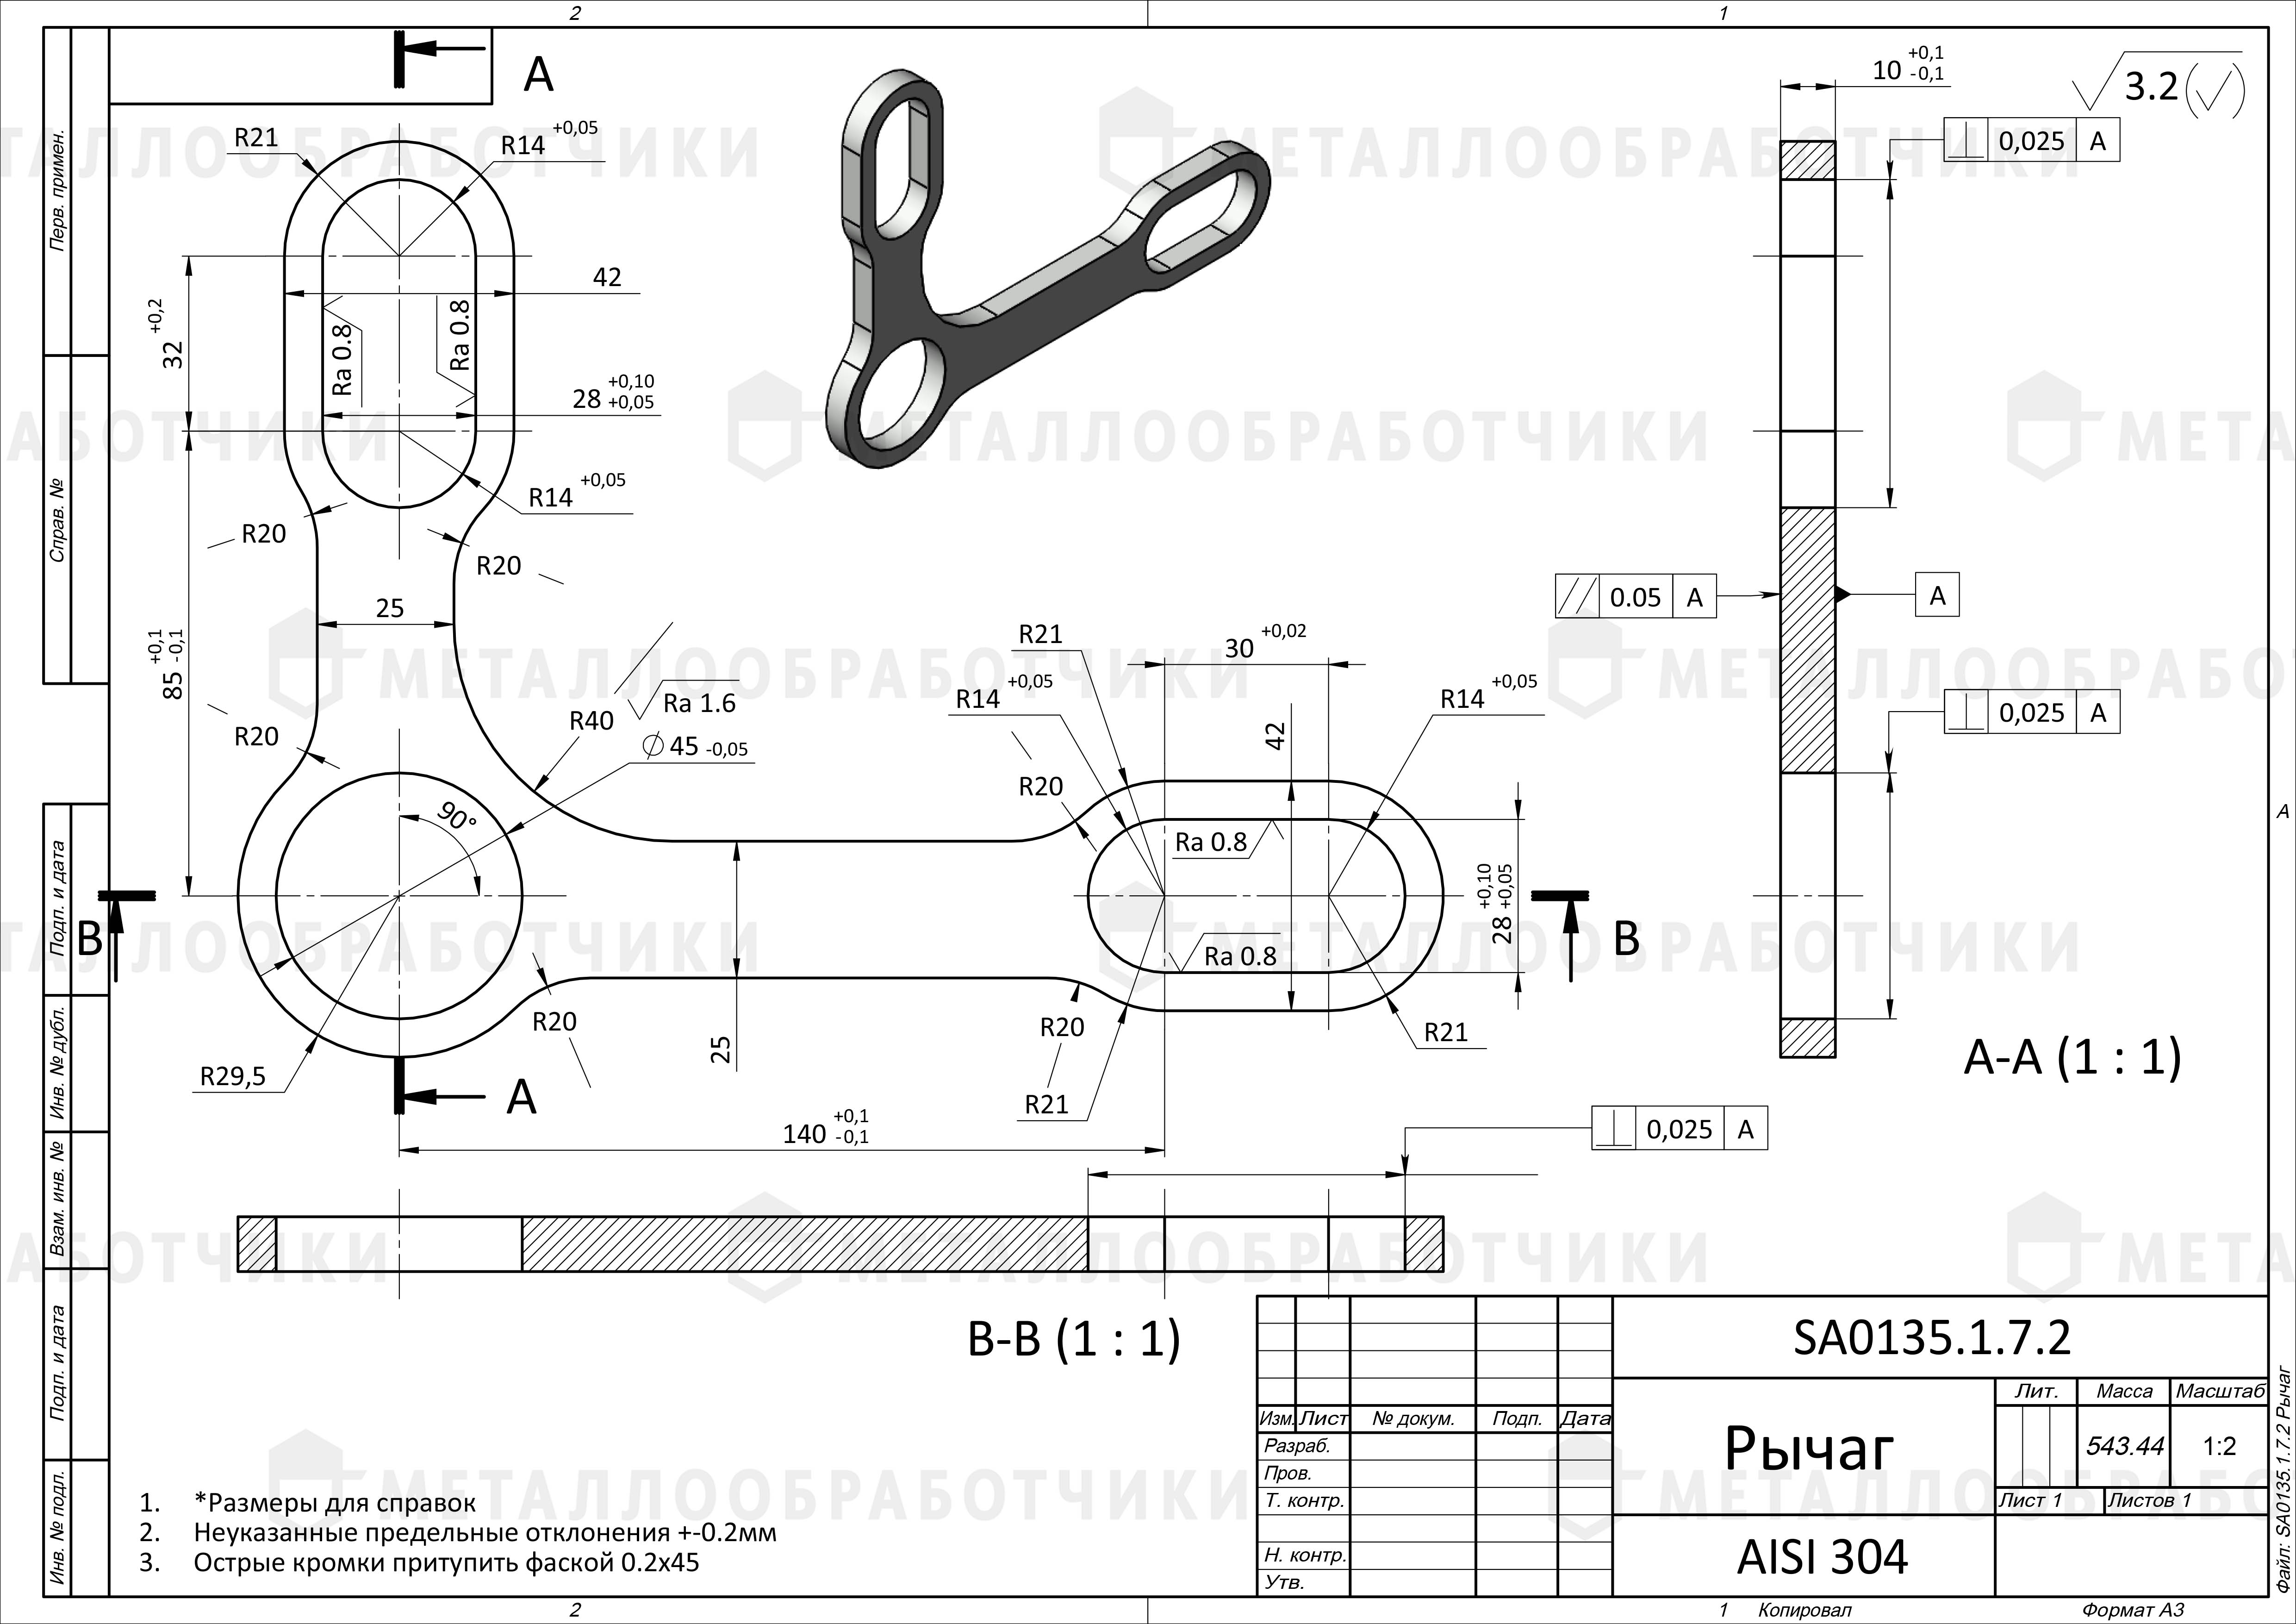 2
1
A
R21
R14 +0,05
42
32 +0,2
Ra 0.8
Ra 0.8
28 +0,10 +0,05
R14 +0,05
R20
R20
25
85 +0,1 -0,1
R20
R40
Ra 1.6
⌀ 45 -0,05
90°
R29,5
B
A
R20
25
140 +0,1 -0,1
R21
30 +0,02
R14 +0,05
R14 +0,05
42
R20
Ra 0.8
Ra 0.8
28 +0,10 +0,05
R20
R21
R21
B
10 +0,1 -0,1
3.2 (√)
⊥ 0,025 A
// 0.05 A
A
⊥ 0,025 A
A-A (1 : 1)
⊥ 0,025 A
B-B (1 : 1)
A
1. *Размеры для справок
2. Неуказанные предельные отклонения +-0.2мм
3. Острые кромки притупить фаской 0.2x45
SA0135.1.7.2
Рычаг
AISI 304
Лит. Масса Масштаб
543.44 1:2
Лист 1 Листов 1
Изм. Лист № докум. Подп. Дата
Разраб.
Пров.
Т. контр.
Н. контр.
Утв.
Перв. примен.
Справ. №
Подп. и дата
Инв. № дубл.
Взам. инв. №
Подп. и дата
Инв. № подл.
Файл: SA0135.1.7.2 Рычаг
2
1 Копировал Формат А3
МЕТАЛЛООБРАБОТЧИКИ